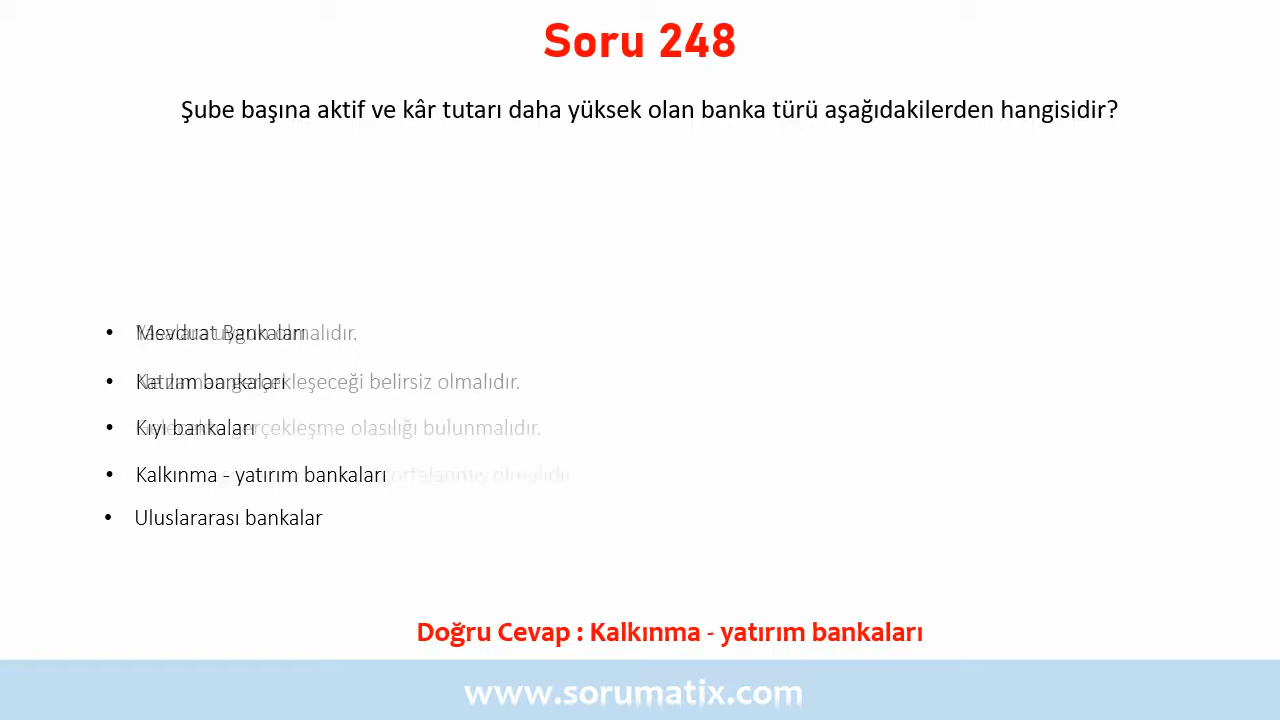 Soru 248
Şube başına aktif ve kâr tutarı daha yüksek olan banka türü aşağıdakilerden hangisidir?
• Mevduat Bankaları
• Katılım bankaları
• Kıyı bankaları
• Kalkınma - yatırım bankaları
• Uluslararası bankalar
Doğru Cevap : Kalkınma - yatırım bankaları
www.sorumatix.com